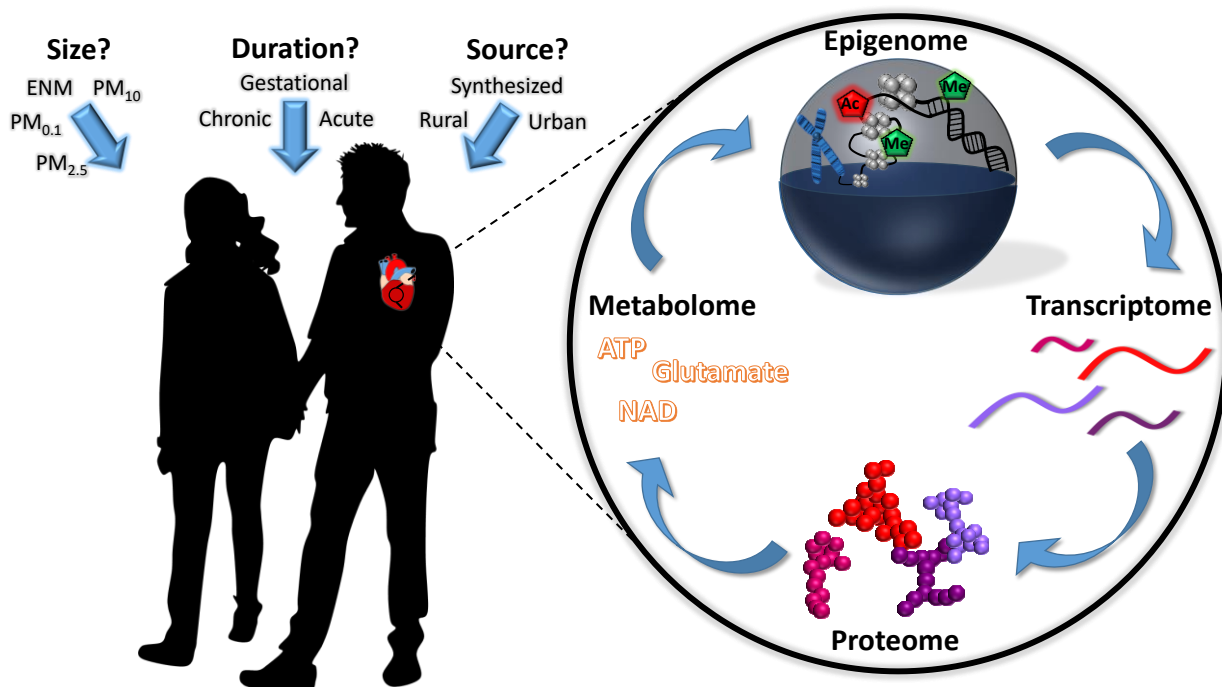 Size?
ENM PM10
PM0.1
PM2.5
Duration?
Gestational
Chronic Acute
Source?
Synthesized
Rural Urban
Epigenome
Ac
Me
Me
Metabolome
ATP
Glutamate
NAD
Transcriptome
Proteome